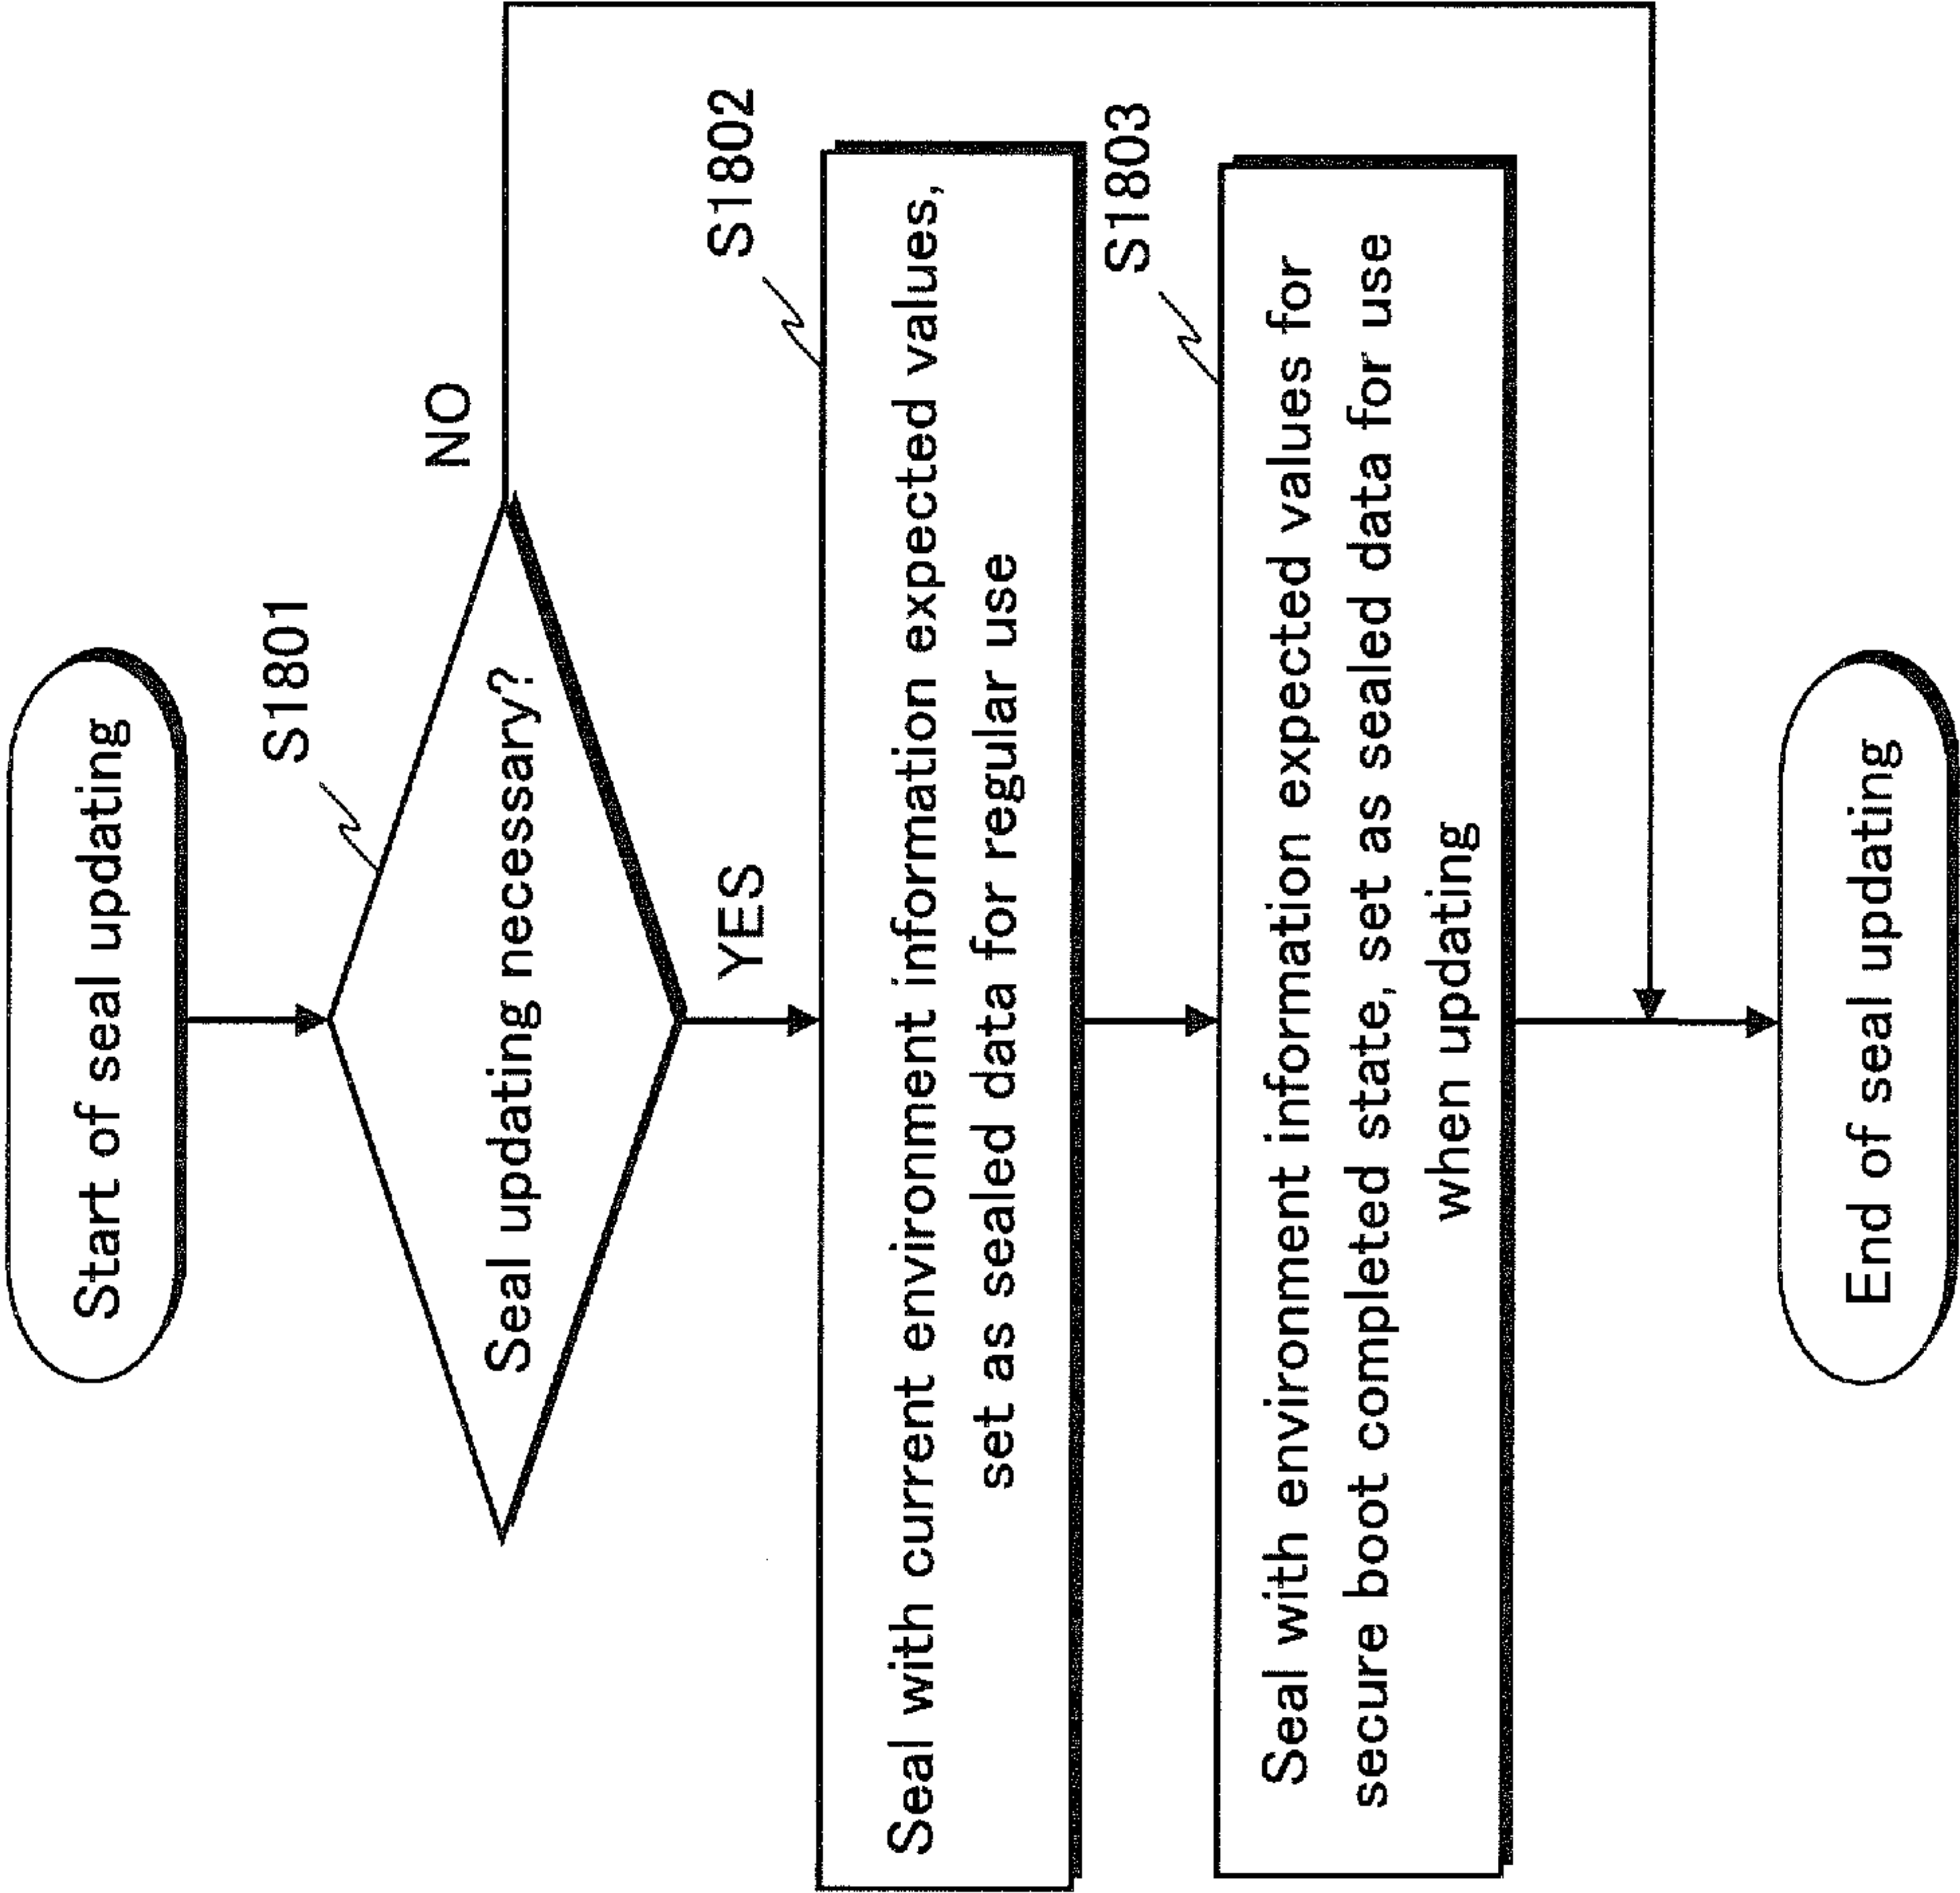 Start of seal updating
S1801
Seal updating necessary?
NO
YES
S1802
Seal with current environment information expected values,
set as sealed data for regular use
S1803
Seal with environment information expected values for
secure boot completed state, set as sealed data for use
when updating
End of seal updating